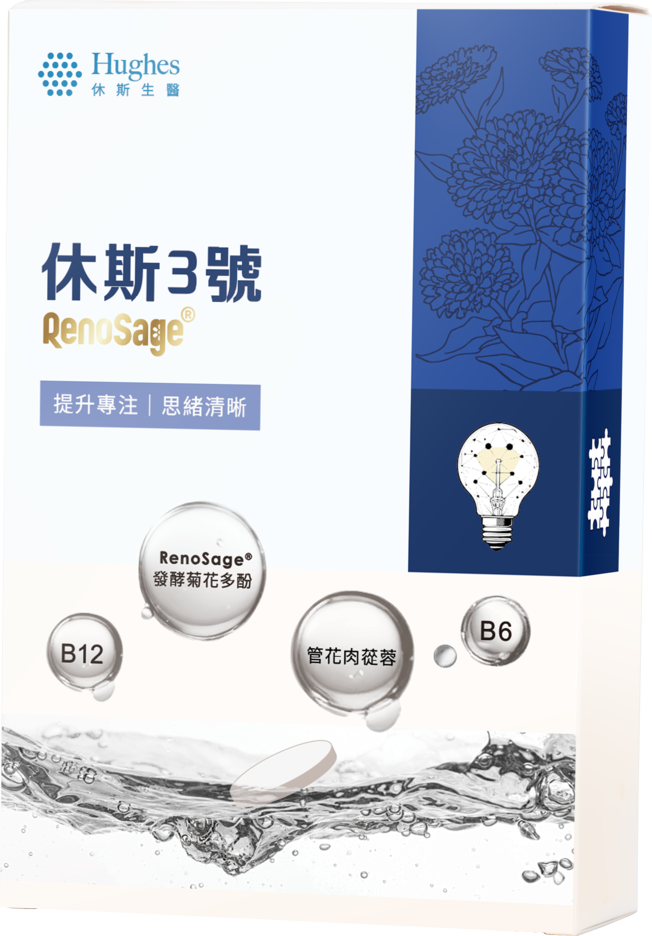 Hughes
休斯生醫
休斯3號
RenoSage®
提升專注｜思緒清晰
RenoSage®
發酵菊花多酚
B12
管花肉蓯蓉
B6